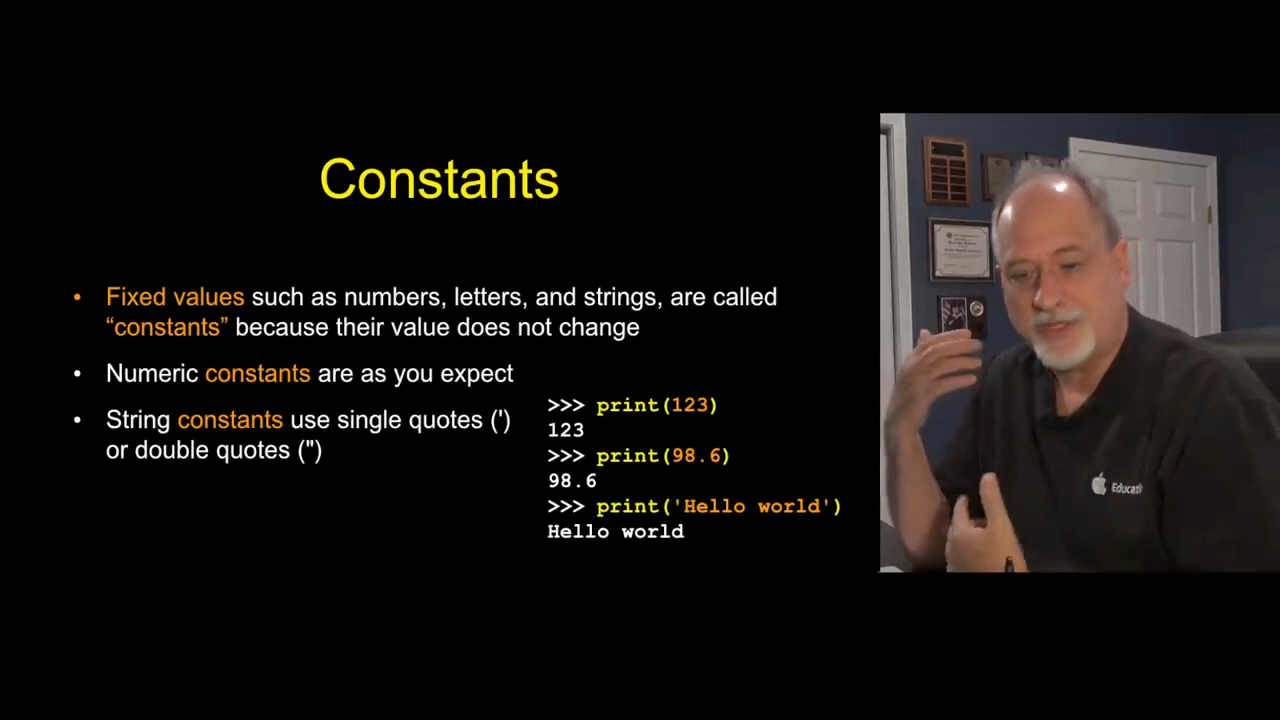 Constants
• Fixed values such as numbers, letters, and strings, are called
“constants” because their value does not change
• Numeric constants are as you expect
• String constants use single quotes (')
or double quotes (")
>>> print(123)
123
>>> print(98.6)
98.6
>>> print('Hello world')
Hello world